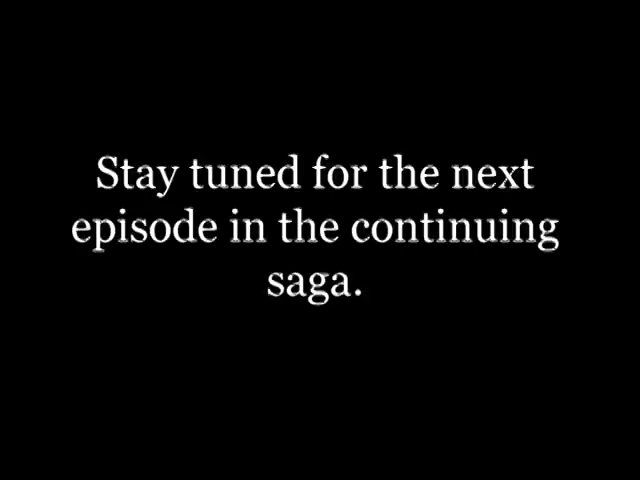 Stay tuned for the next
episode in the continuing
saga.